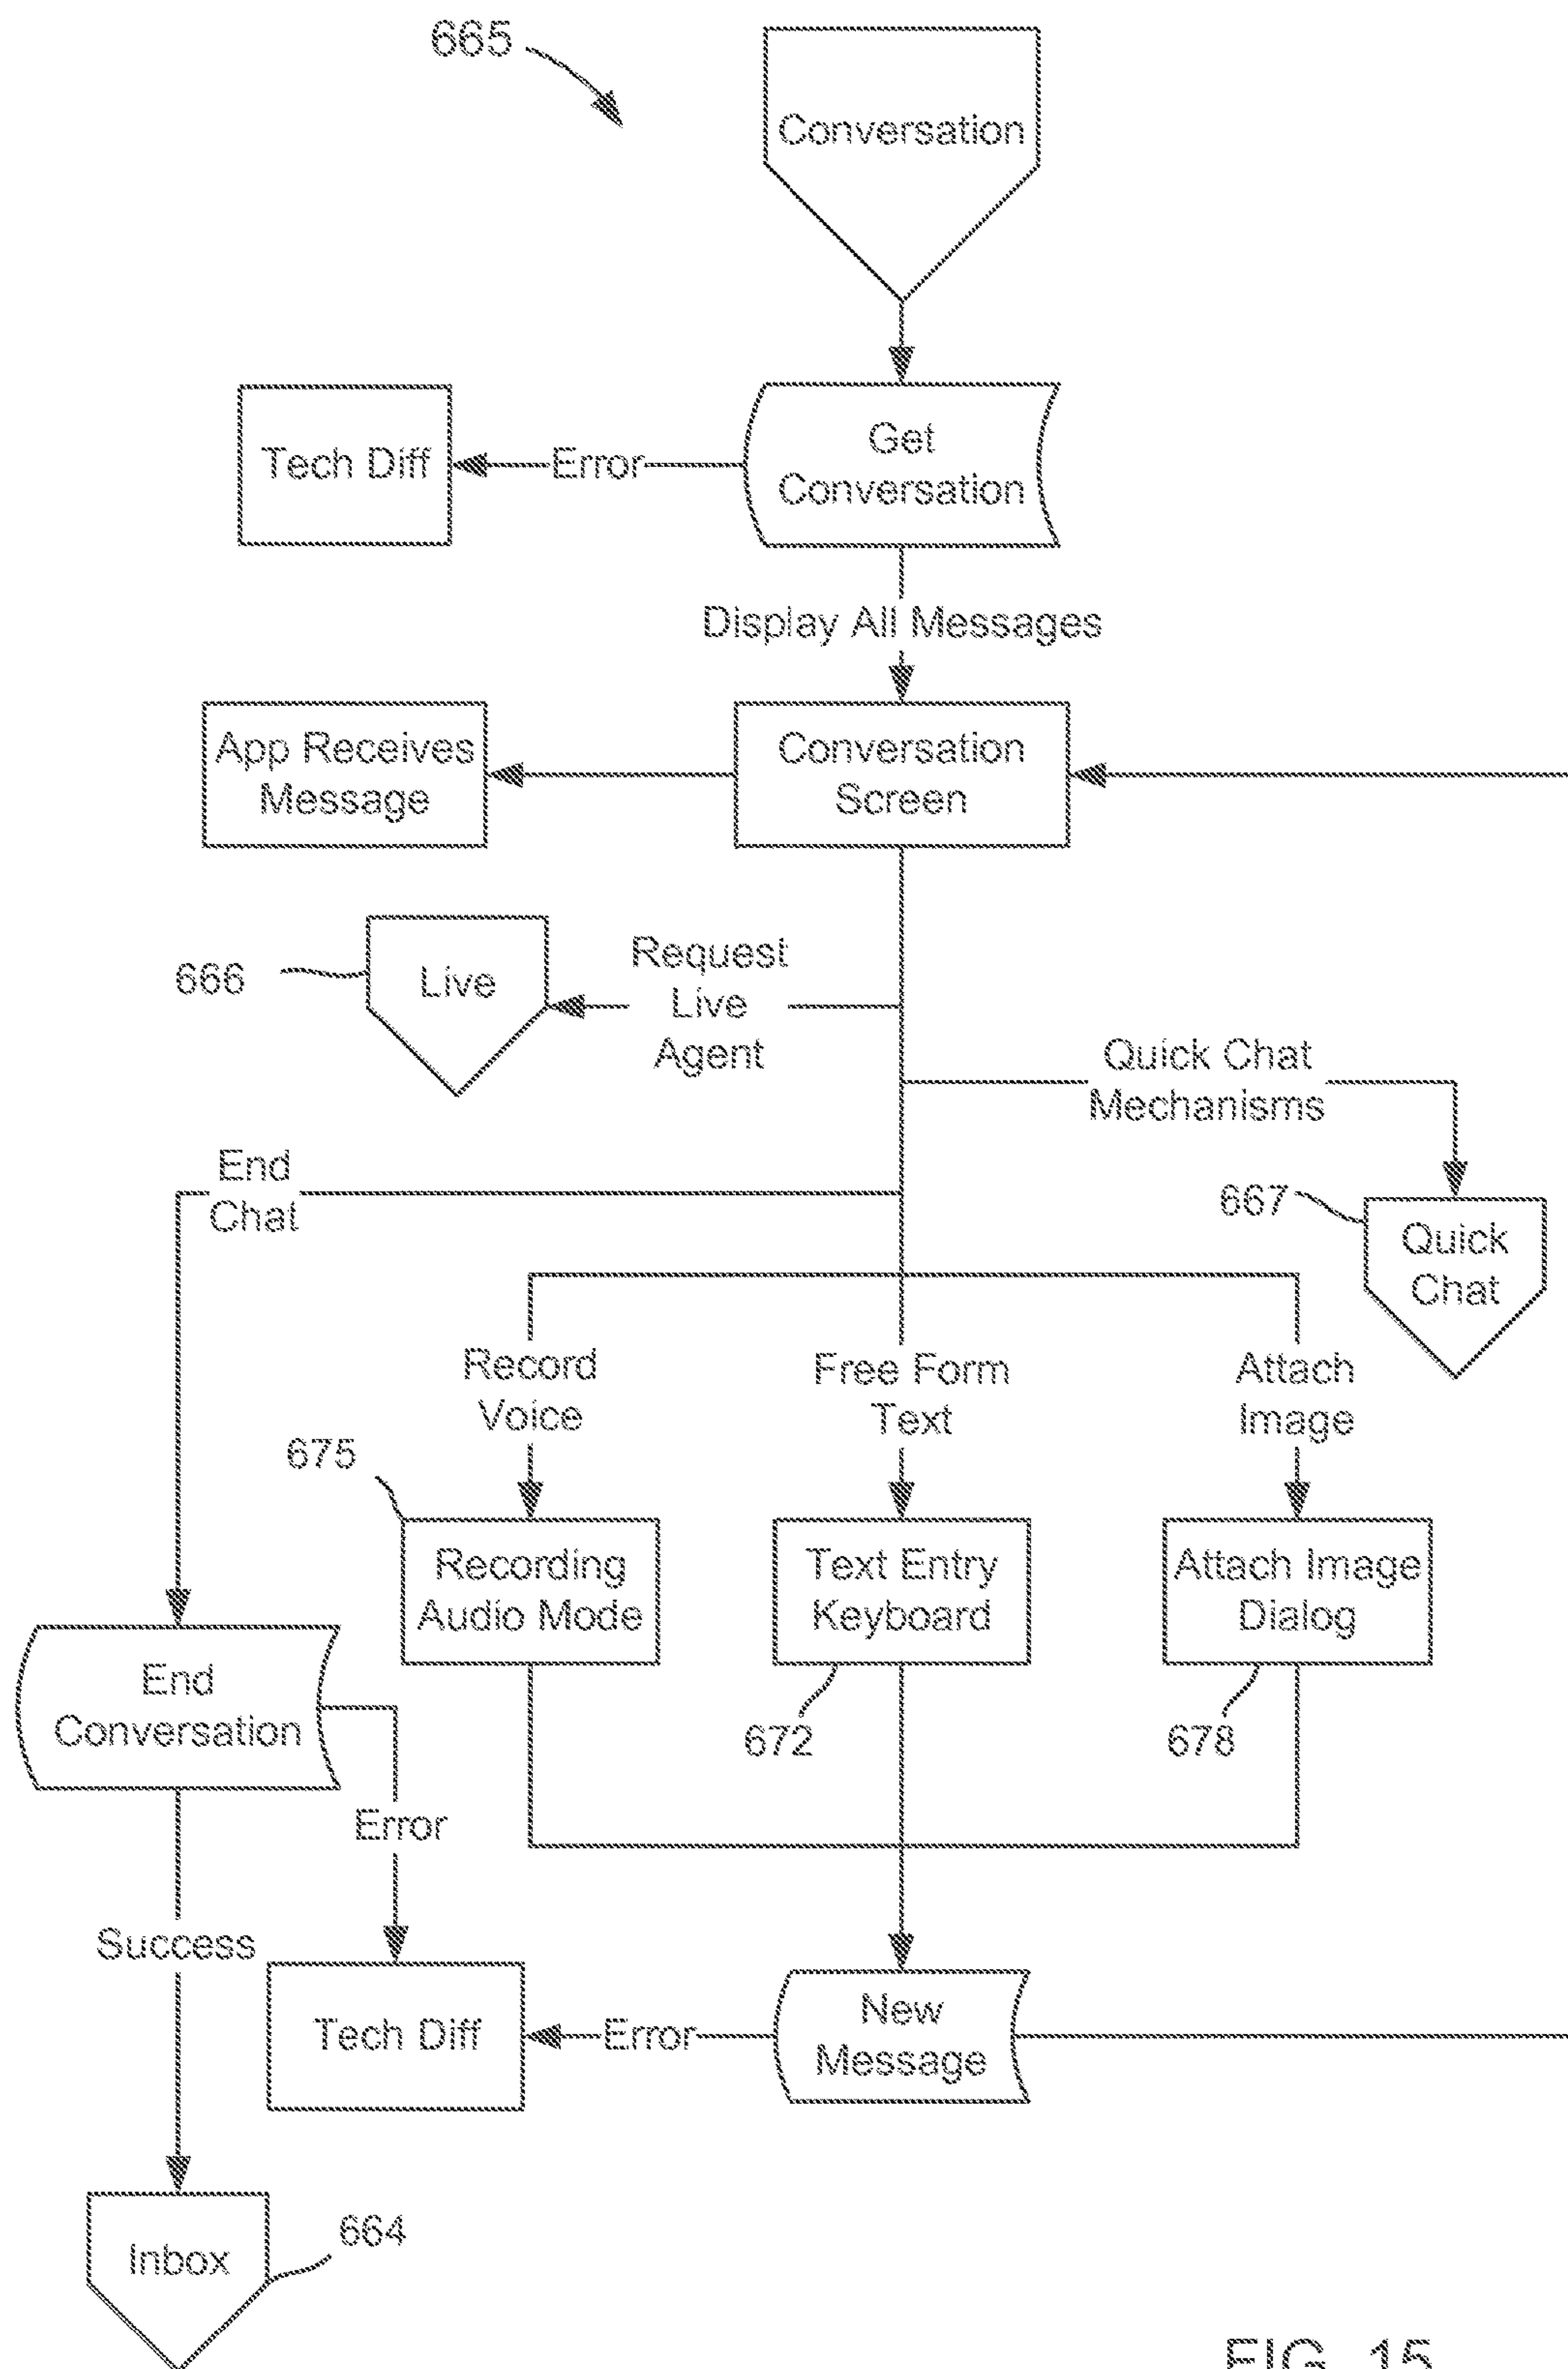 665
Conversation
Get
Conversation
Error
Tech Diff
Display All Messages
App Receives
Message
Conversation
Screen
666
Live
Request
Live
Agent
Quick Chat
Mechanisms
End
Chat
667
Quick
Chat
Record
Voice
Free Form
Text
Attach
Image
675
Recording
Audio Mode
Text Entry
Keyboard
Attach Image
Dialog
End
Conversation
672
678
Error
Success
Tech Diff
Error
New
Message
Inbox
664
FIG. 15